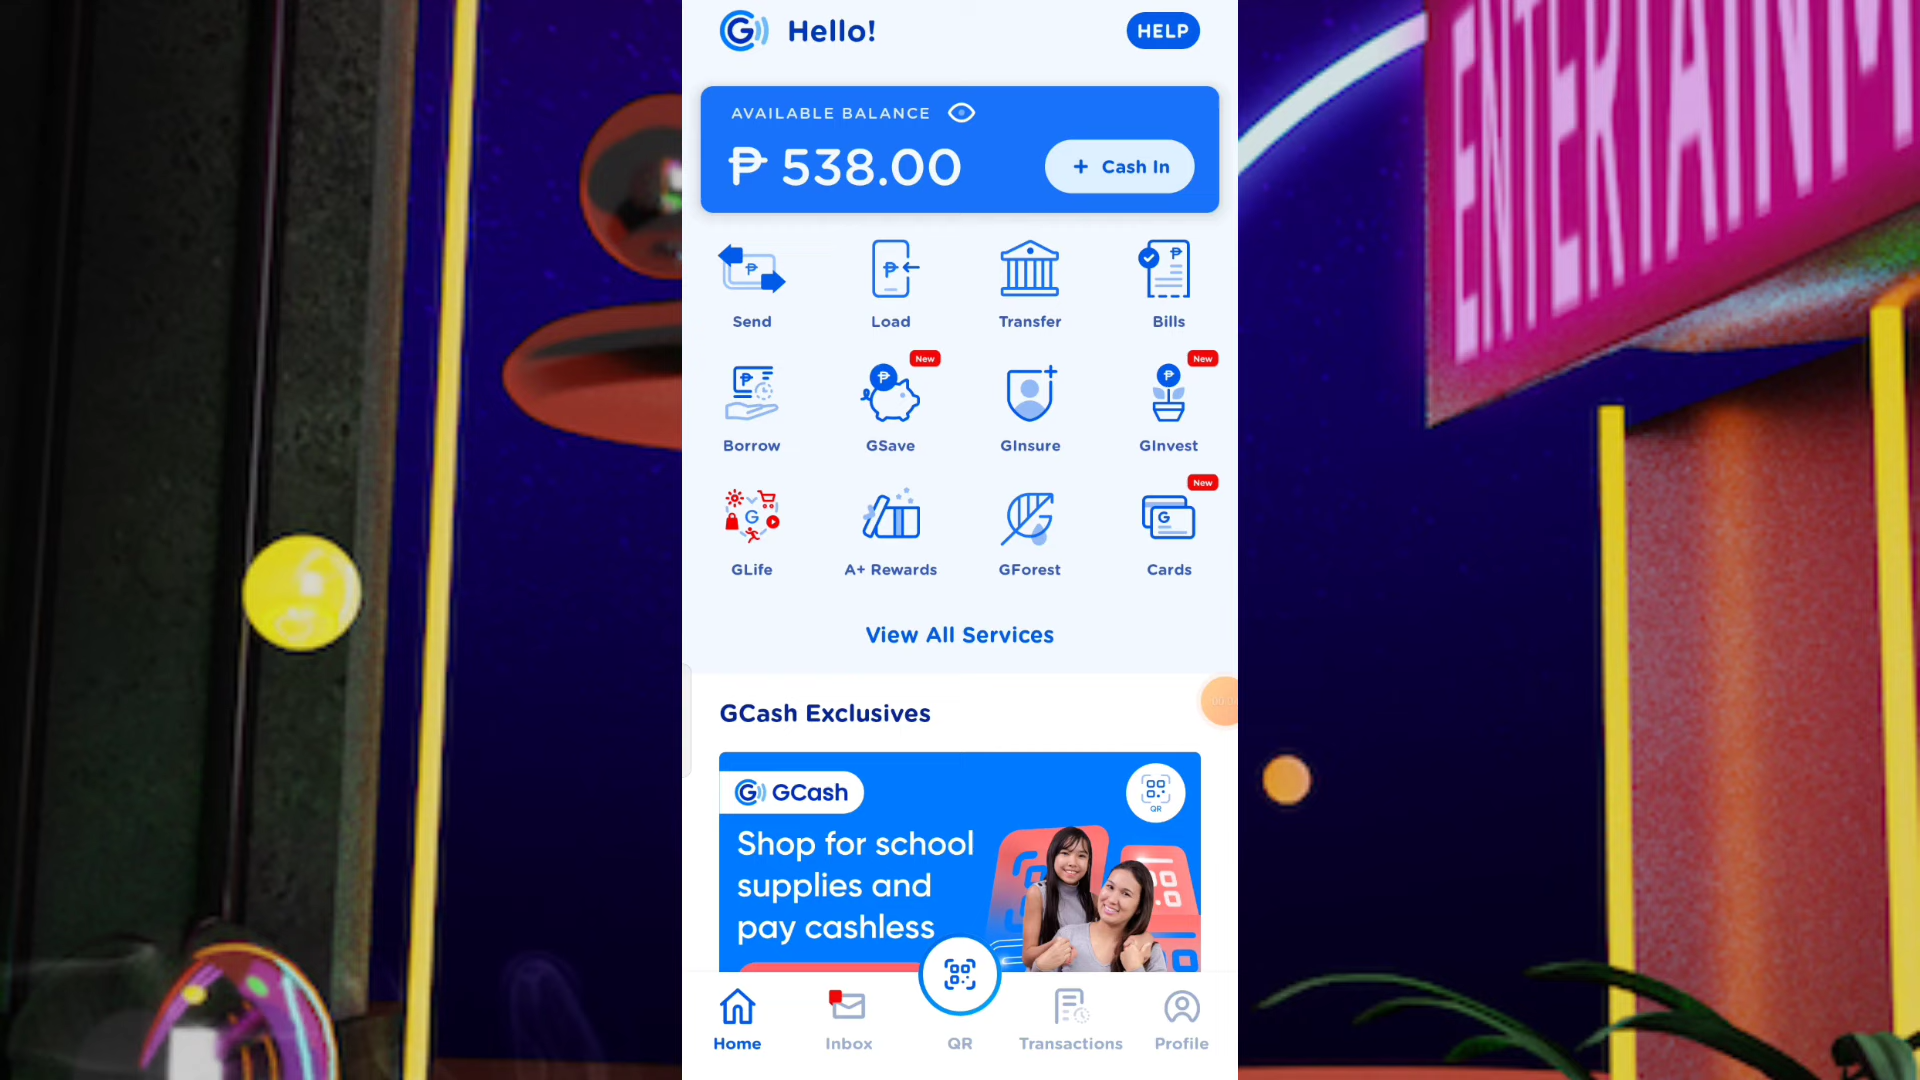 Hello!
HELP
AVAILABLE BALANCE
₱ 538.00
+ Cash In
Send
Load
Transfer
Bills
New
New
Borrow
GSave
GInsure
GInvest
New
GLife
A+ Rewards
GForest
Cards
View All Services
GCash Exclusives
GCash
QR
Shop for school
supplies and
pay cashless
Home
Inbox
QR
Transactions
Profile
ENTERTAINM